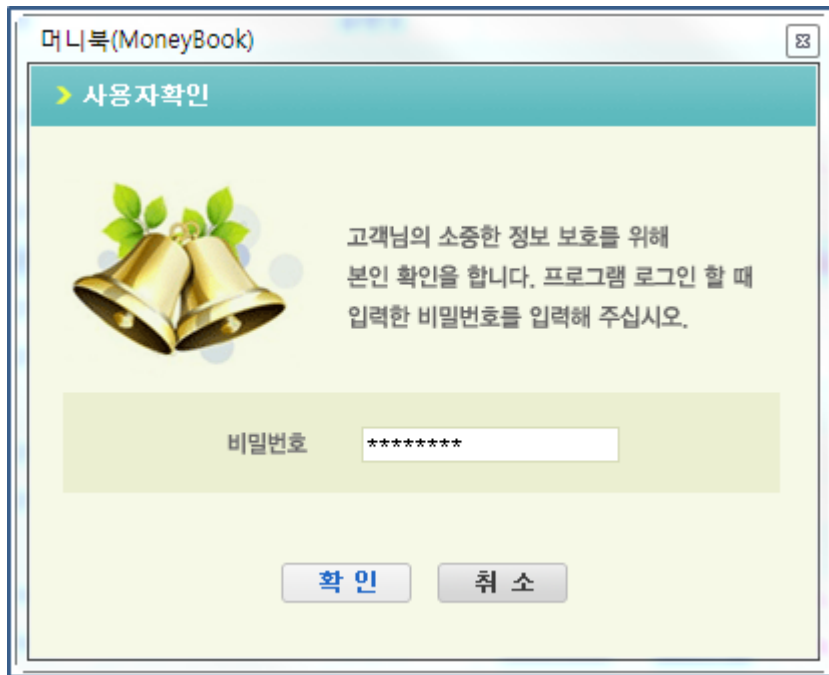 머니북(MoneyBook)
사용자확인
고객님의 소중한 정보 보호를 위해
본인 확인을 합니다. 프로그램 로그인 할 때
입력한 비밀번호를 입력해 주십시오.
비밀번호 ********
확 인 취 소